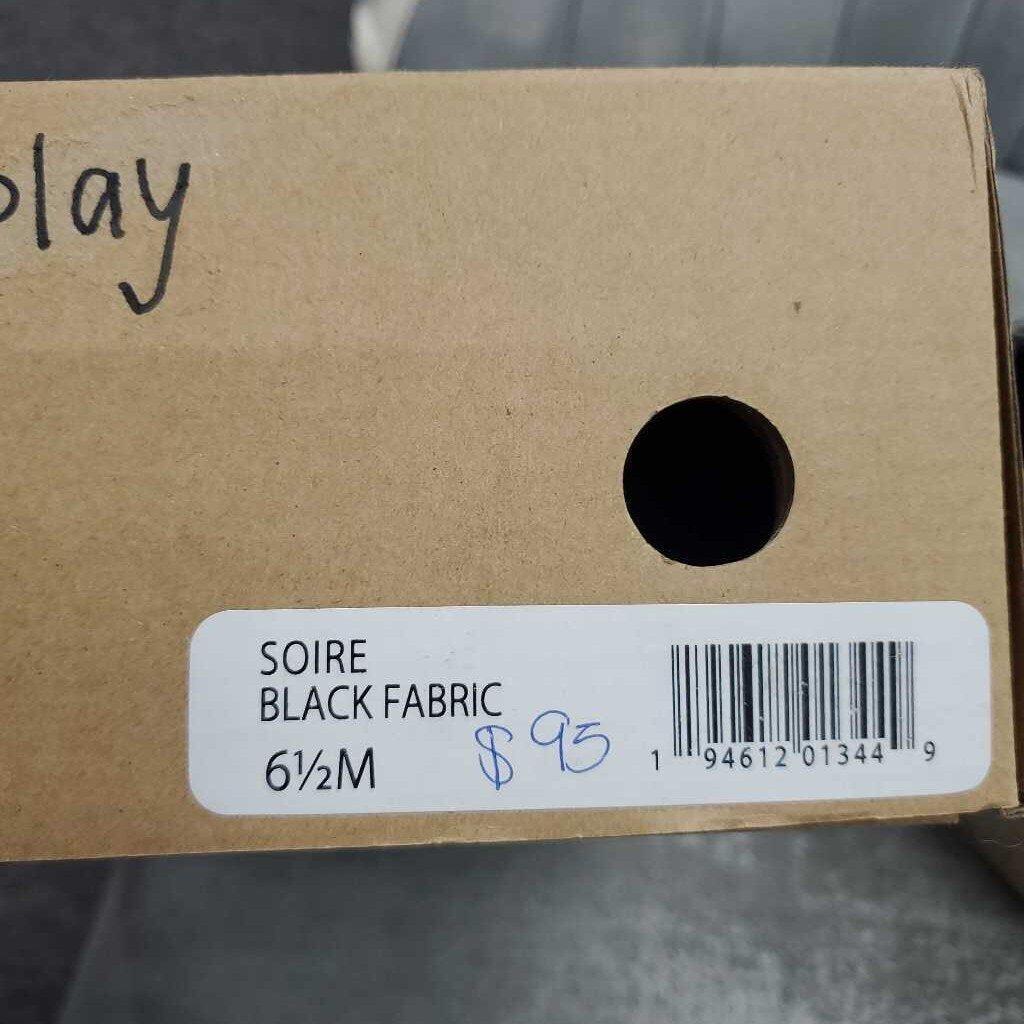 play
SOIRE
BLACK FABRIC
6½M
$95
1 94612 01344 9